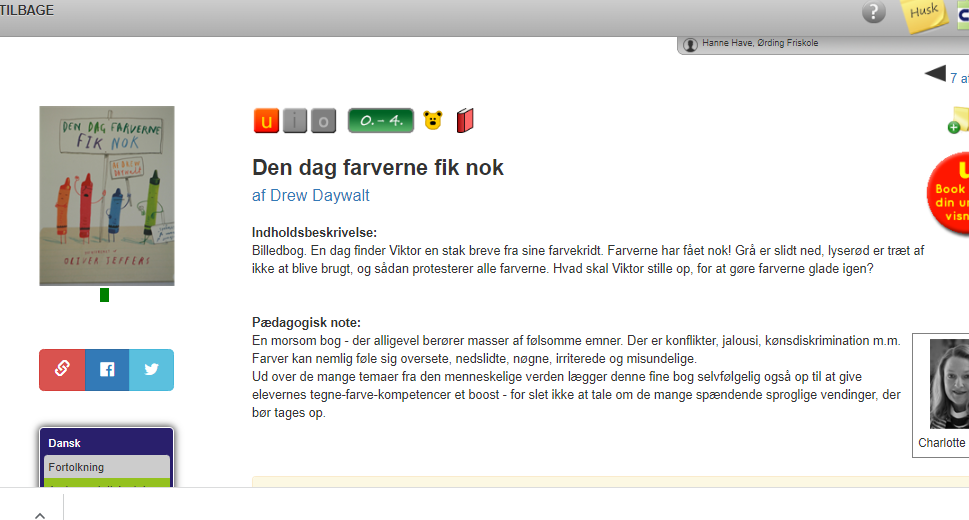 TILBAGE
?
Husk
Hanne Have, Ørding Friskole
7 af
DEN DAG FARVERNE
FIK NOK
OLIVER JEFFERS
u i o 0.-4.
Den dag farverne fik nok
af Drew Daywalt
Book
din un
visn
Indholdsbeskrivelse:
Billedbog. En dag finder Viktor en stak breve fra sine farvekridt. Farverne har fået nok! Grå er slidt ned, lyserød er træt af
ikke at blive brugt, og sådan protesterer alle farverne. Hvad skal Viktor stille op, for at gøre farverne glade igen?
Pædagogisk note:
En morsom bog - der alligevel berører masser af følsomme emner. Der er konflikter, jalousi, kønsdiskrimination m.m.
Farver kan nemlig føle sig oversete, nedslidte, nøgne, irriterede og misundelige.
Ud over de mange temaer fra den menneskelige verden lægger denne fine bog selvfølgelig også op til at give
elevernes tegne-farve-kompetencer et boost - for slet ikke at tale om de mange spændende sproglige vendinger, der
bør tages op.
Charlotte
Dansk
Fortolkning